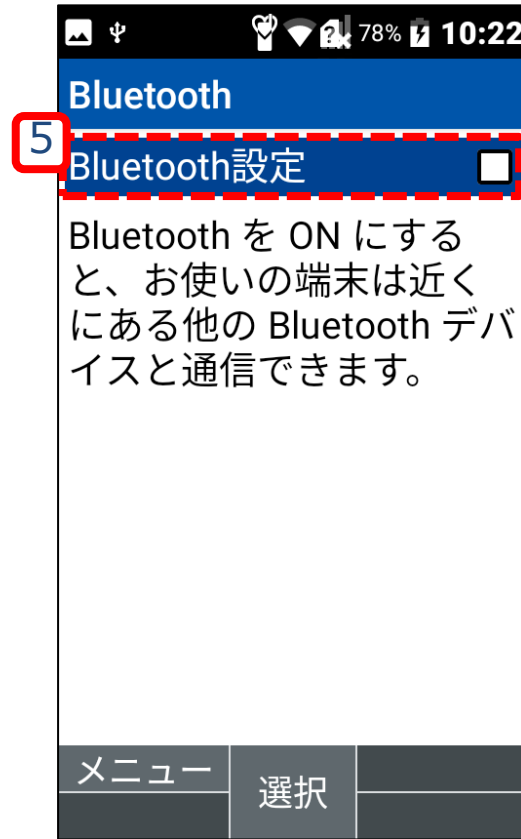 78% 10:22
Bluetooth
5
Bluetooth設定
Bluetooth を ON にする
と、お使いの端末は近く
にある他の Bluetooth デバ
イスと通信できます。
メニュー
選択